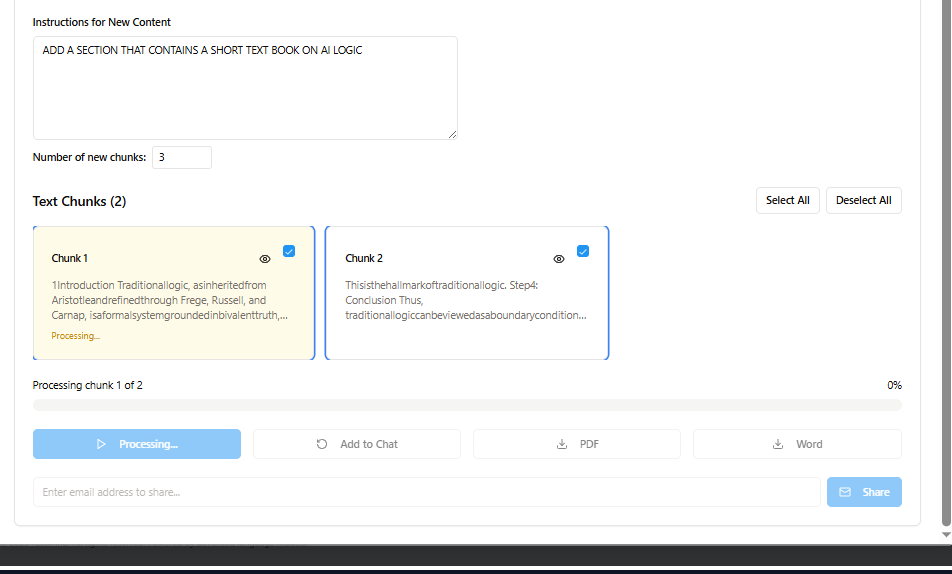 Instructions for New Content
ADD A SECTION THAT CONTAINS A SHORT TEXT BOOK ON AI LOGIC
Number of new chunks: 3
Text Chunks (2)
Select All
Deselect All
Chunk 1
1Introduction Traditionallogic, asinheritedfrom
Aristotleandrefinedthrough Frege, Russell, and
Carnap, isaformalsystemgroundedinbivalenttruth,...
Processing...
Chunk 2
Thisisthehallmarkoftraditionallogic. Step4:
Conclusion Thus,
traditionallogiccanbeviewedasaboundarycondition...
Processing chunk 1 of 2
0%
Processing...
Add to Chat
PDF
Word
Enter email address to share...
Share